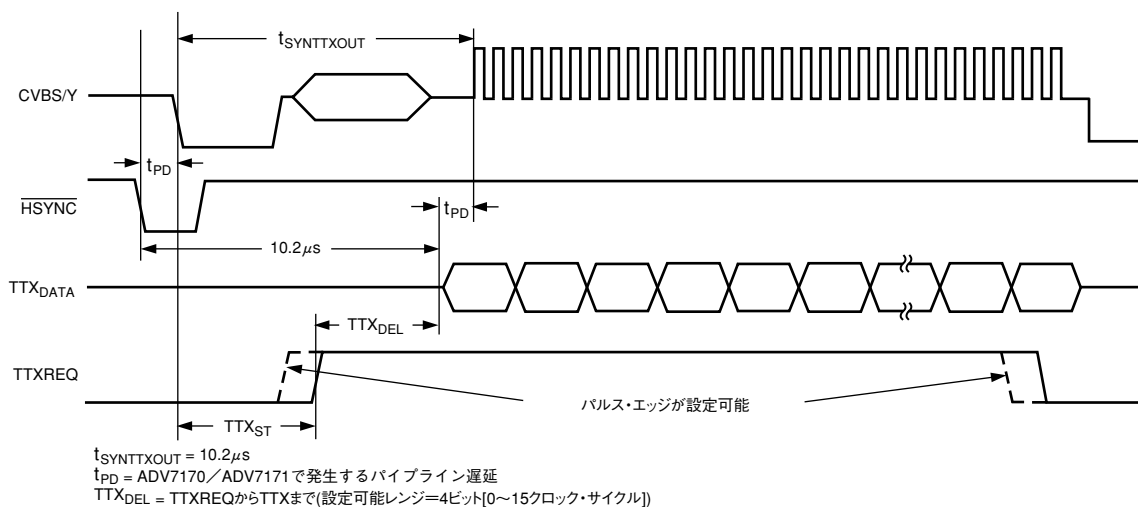 tSYNTTXOUT
CVBS/Y
tPD
HSYNC
tPD
10.2μs
TTXDATA
TTXDEL
TTXREQ
パルス・エッジが設定可能
TTXST
tSYNTTXOUT = 10.2μs
tPD = ADV7170／ADV7171で発生するパイプライン遅延
TTXDEL = TTXREQからTTXまで(設定可能レンジ＝4ビット[0～15クロック・サイクル])